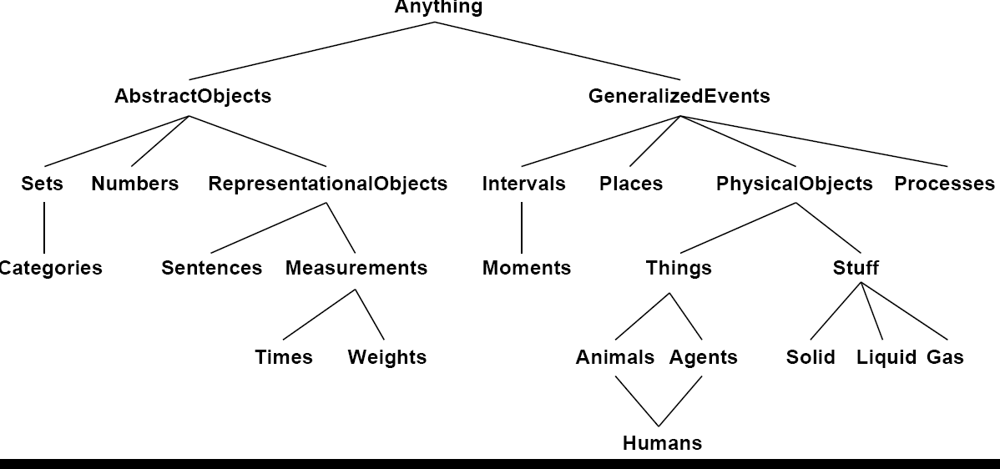 Anything
AbstractObjects GeneralizedEvents
Sets Numbers RepresentationalObjects Intervals Places PhysicalObjects Processes
Categories Sentences Measurements Moments Things Stuff
Times Weights Animals Agents Solid Liquid Gas
Humans